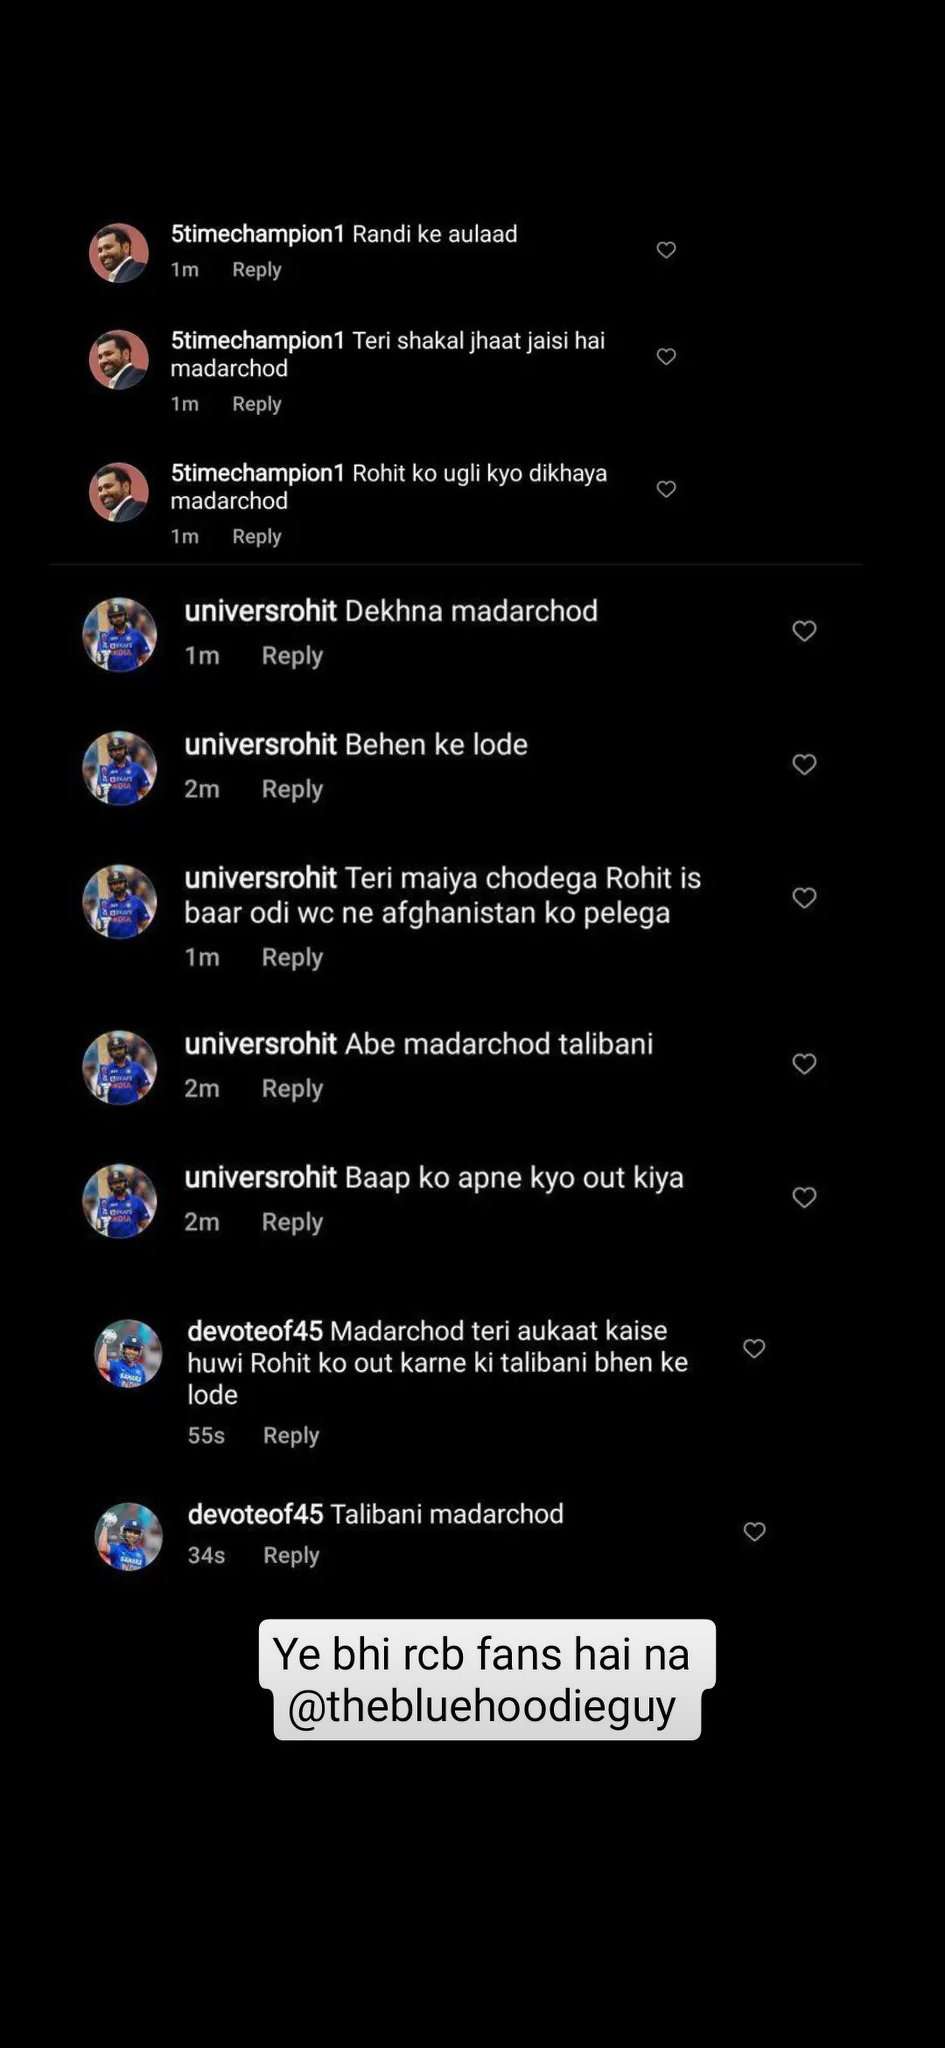 5timechampion1 Randi ke aulaad
1m Reply
5timechampion1 Teri shakal jhaat jaisi hai
madarchod
1m Reply
5timechampion1 Rohit ko ugli kyo dikhaya
madarchod
1m Reply
universrohit Dekhna madarchod
1m Reply
universrohit Behen ke lode
2m Reply
universrohit Teri maiya chodega Rohit is
baar odi wc ne afghanistan ko pelega
1m Reply
universrohit Abe madarchod talibani
2m Reply
universrohit Baap ko apne kyo out kiya
2m Reply
devoteof45 Madarchod teri aukaat kaise
huwi Rohit ko out karne ki talibani bhen ke
lode
55s Reply
devoteof45 Talibani madarchod
34s Reply
Ye bhi rcb fans hai na
@thebluehoodieguy